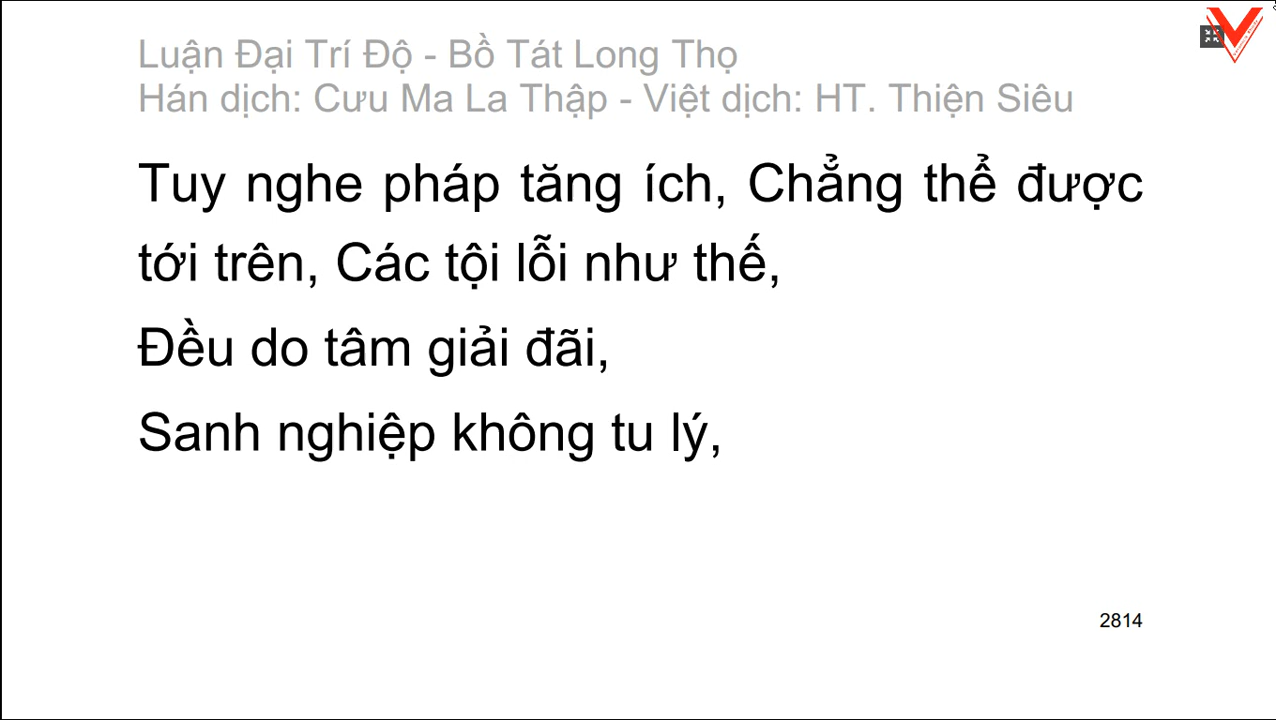 Luận Đại Trí Độ - Bồ Tát Long Thọ
Hán dịch: Cưu Ma La Thập - Việt dịch: HT. Thiện Siêu
Tuy nghe pháp tăng ích, Chẳng thể được
tới trên, Các tội lỗi như thế,
Đều do tâm giải đãi,
Sanh nghiệp không tu lý,
2814